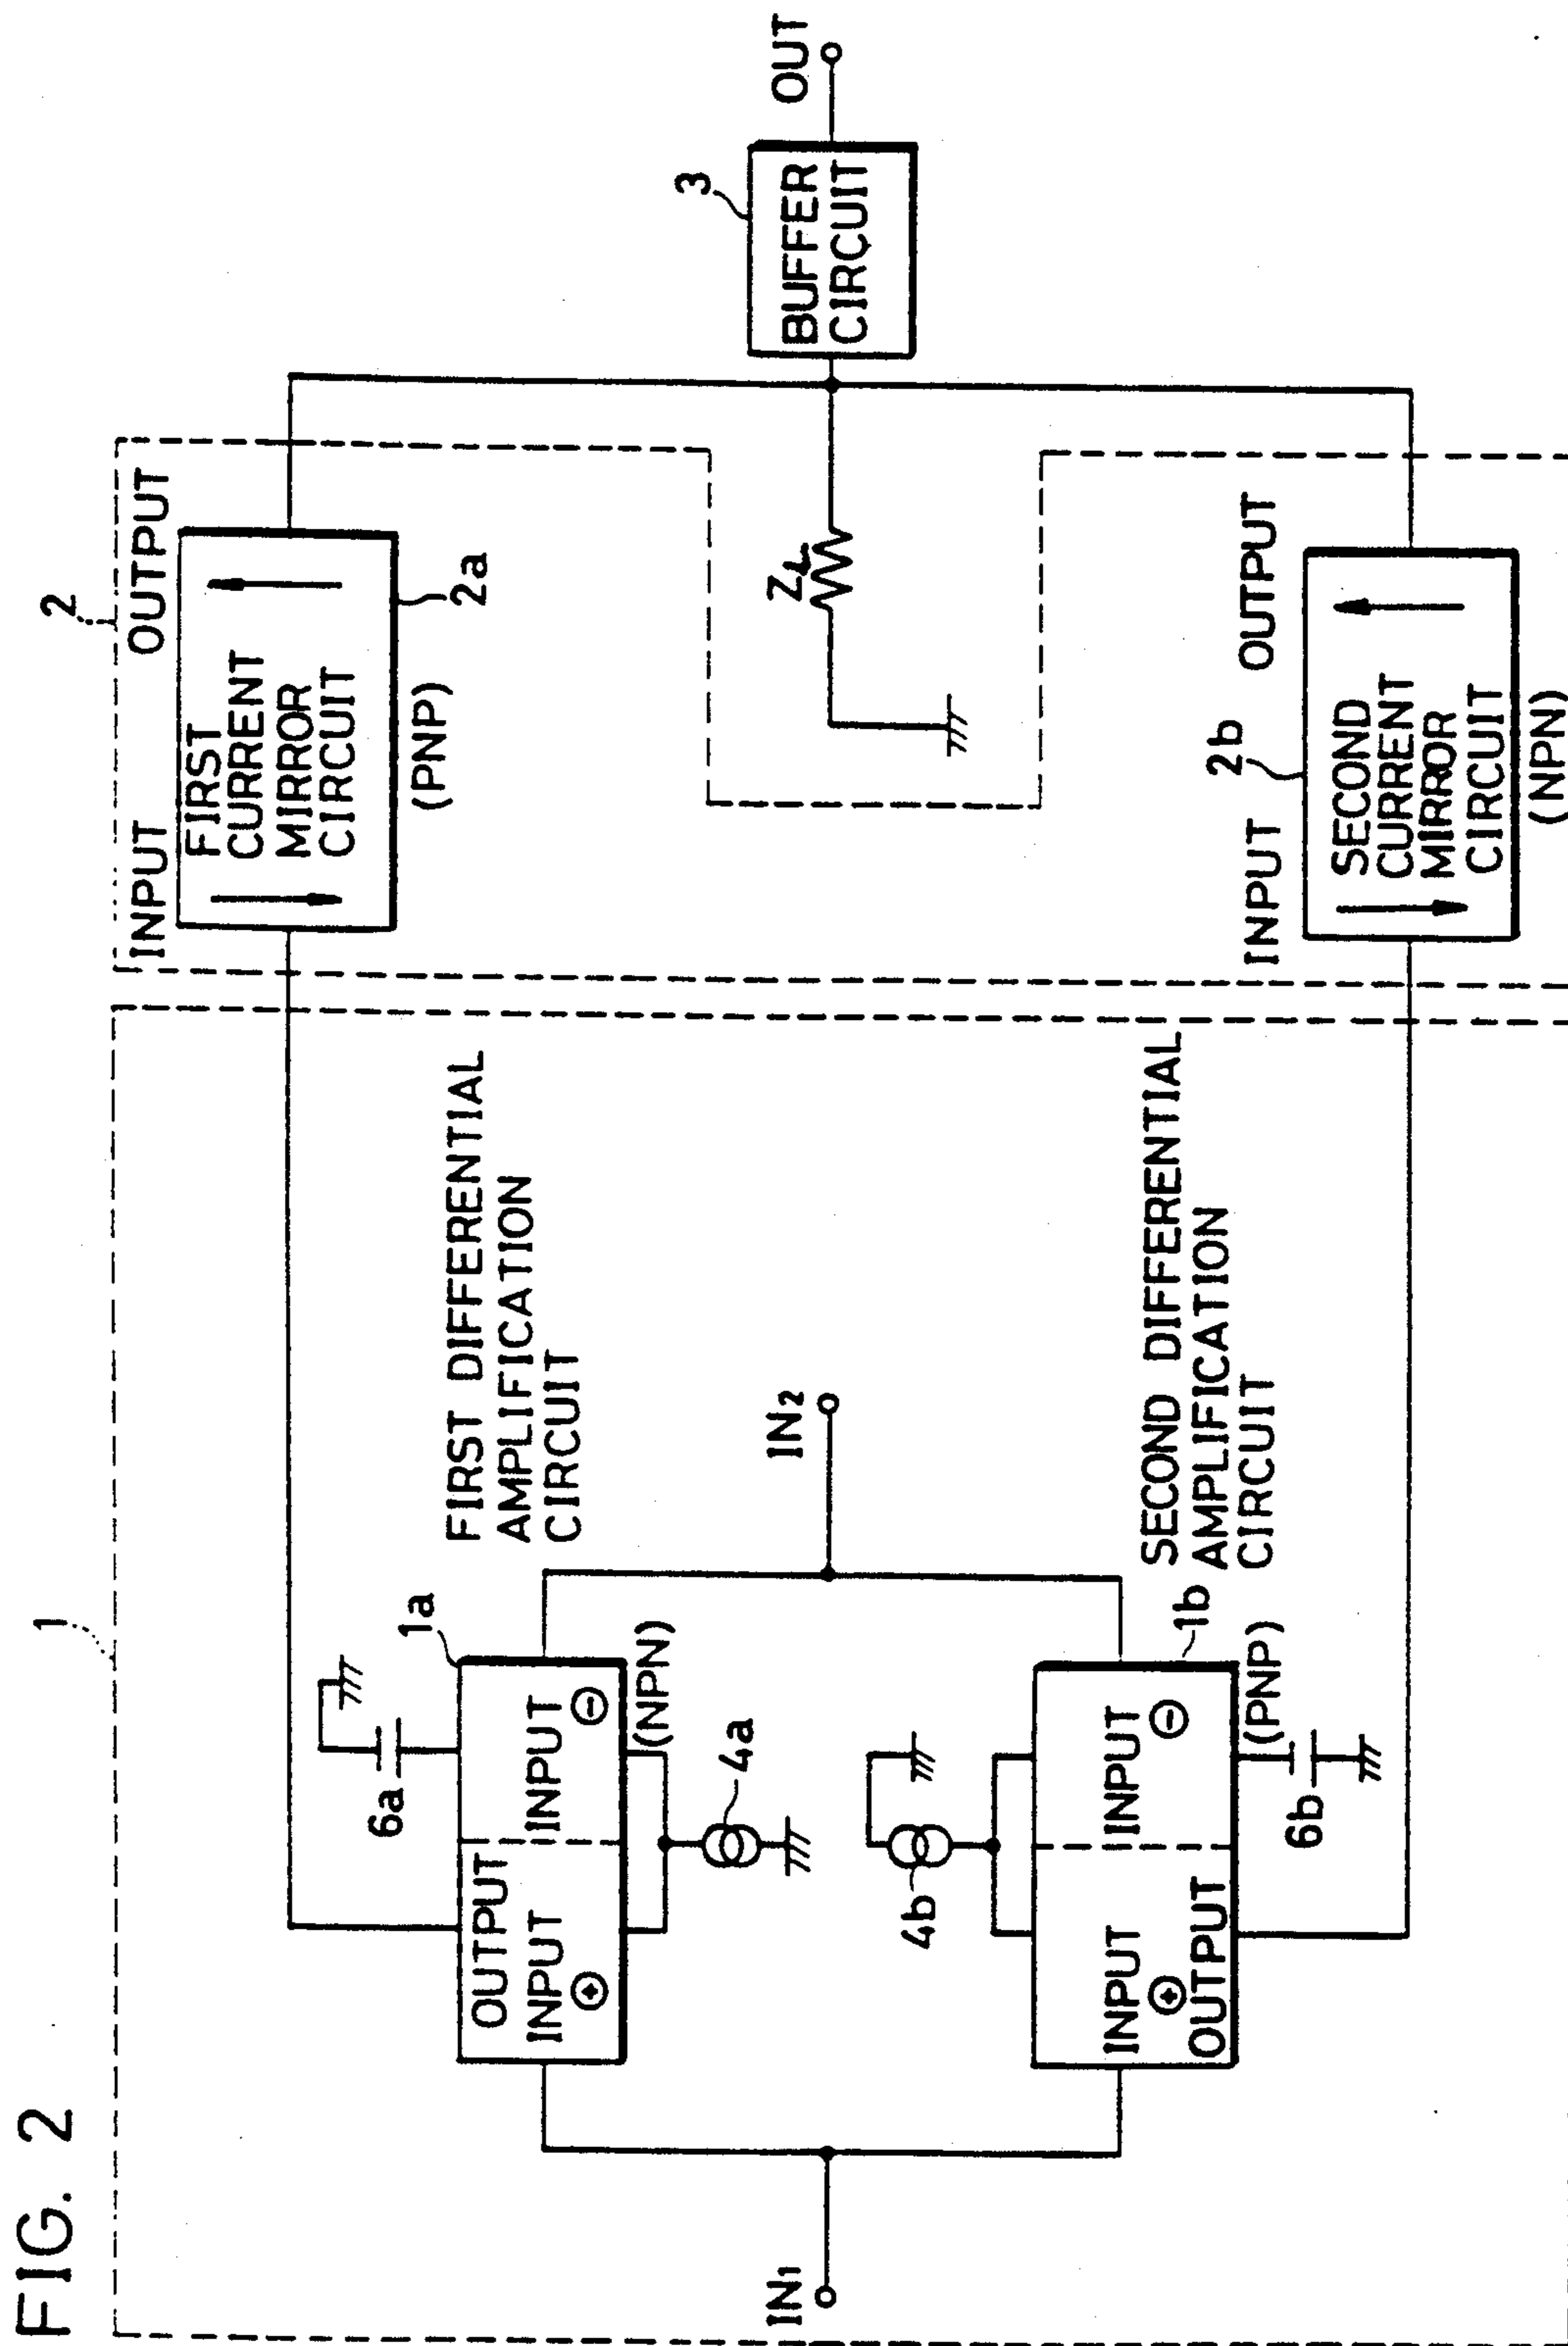 FIG. 2
1
2
INPUT
OUTPUT
FIRST
CURRENT
MIRROR
CIRCUIT
2a
(PNP)
6a
1a
OUTPUT
INPUT
⊕
INPUT
⊖
(NPN)
4a
FIRST DIFFERENTIAL
AMPLIFICATION
CIRCUIT
IN1
IN2
ZL
3
BUFFER
CIRCUIT
OUT
4b
INPUT
⊕
OUTPUT
INPUT
⊖
1b
(PNP)
6b
SECOND DIFFERENTIAL
AMPLIFICATION
CIRCUIT
INPUT
2b
OUTPUT
SECOND
CURRENT
MIRROR
CIRCUIT
(NPN)